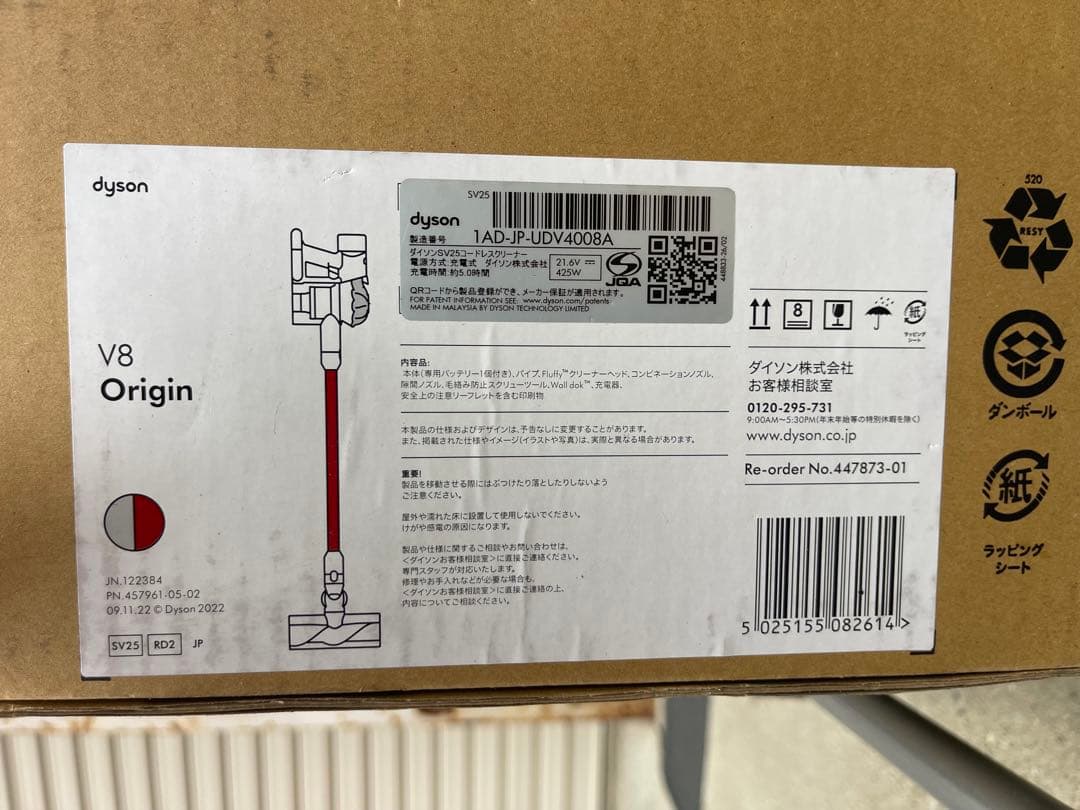 dyson
V8
Origin
JN.122384
PN.457961-05-02
09.11.22 © Dyson 2022
SV25 RD2 JP
SV25
dyson
製造番号 1AD-JP-UDV4008A
ダイソンSV25コードレスクリーナー
電源方式:充電式 ダイソン株式会社
充電時間:約5.0時間
21.6V
425W
JQA
448833-26/02
QRコードから製品登録ができ、メーカー保証が適用されます。
FOR PATENT INFORMATION SEE: www.dyson.com/patents
MADE IN MALAYSIA BY DYSON TECHNOLOGY LIMITED
内容品:
本体(専用バッテリー1個付き)、パイプ、Fluffy™クリーナーヘッド、コンビネーションノズル、
隙間ノズル、毛絡み防止スクリューツール、Wall dok™、充電器、
安全上の注意リーフレットを含む印刷物
本製品の仕様およびデザインは、予告なしに変更することがあります。
また、掲載された仕様やイメージ(イラストや写真)は、実際と異なる場合があります。
重要!
製品を移動させる際にはぶつけたり落としたりしないよう
ご注意ください。
屋外や濡れた床に設置して使用しないでください。
けがや感電の原因になります。
製品や仕様に関するご相談やお問い合わせは、
<ダイソンお客様相談室>に直接ご連絡ください。
専門スタッフが対応いたします。
修理やお手入れなどが必要な場合も、
<ダイソンお客様相談室>に直接ご連絡の上、
内容についてご相談ください。
8
紙
ラッピング
シート
ダイソン株式会社
お客様相談室
0120-295-731
9:00AM~5:30PM(年末年始等の特別休暇を除く)
www.dyson.co.jp
Re-order No.447873-01
5 025155 082614 >
520
RESY
ダンボール
紙
ラッピング
シート